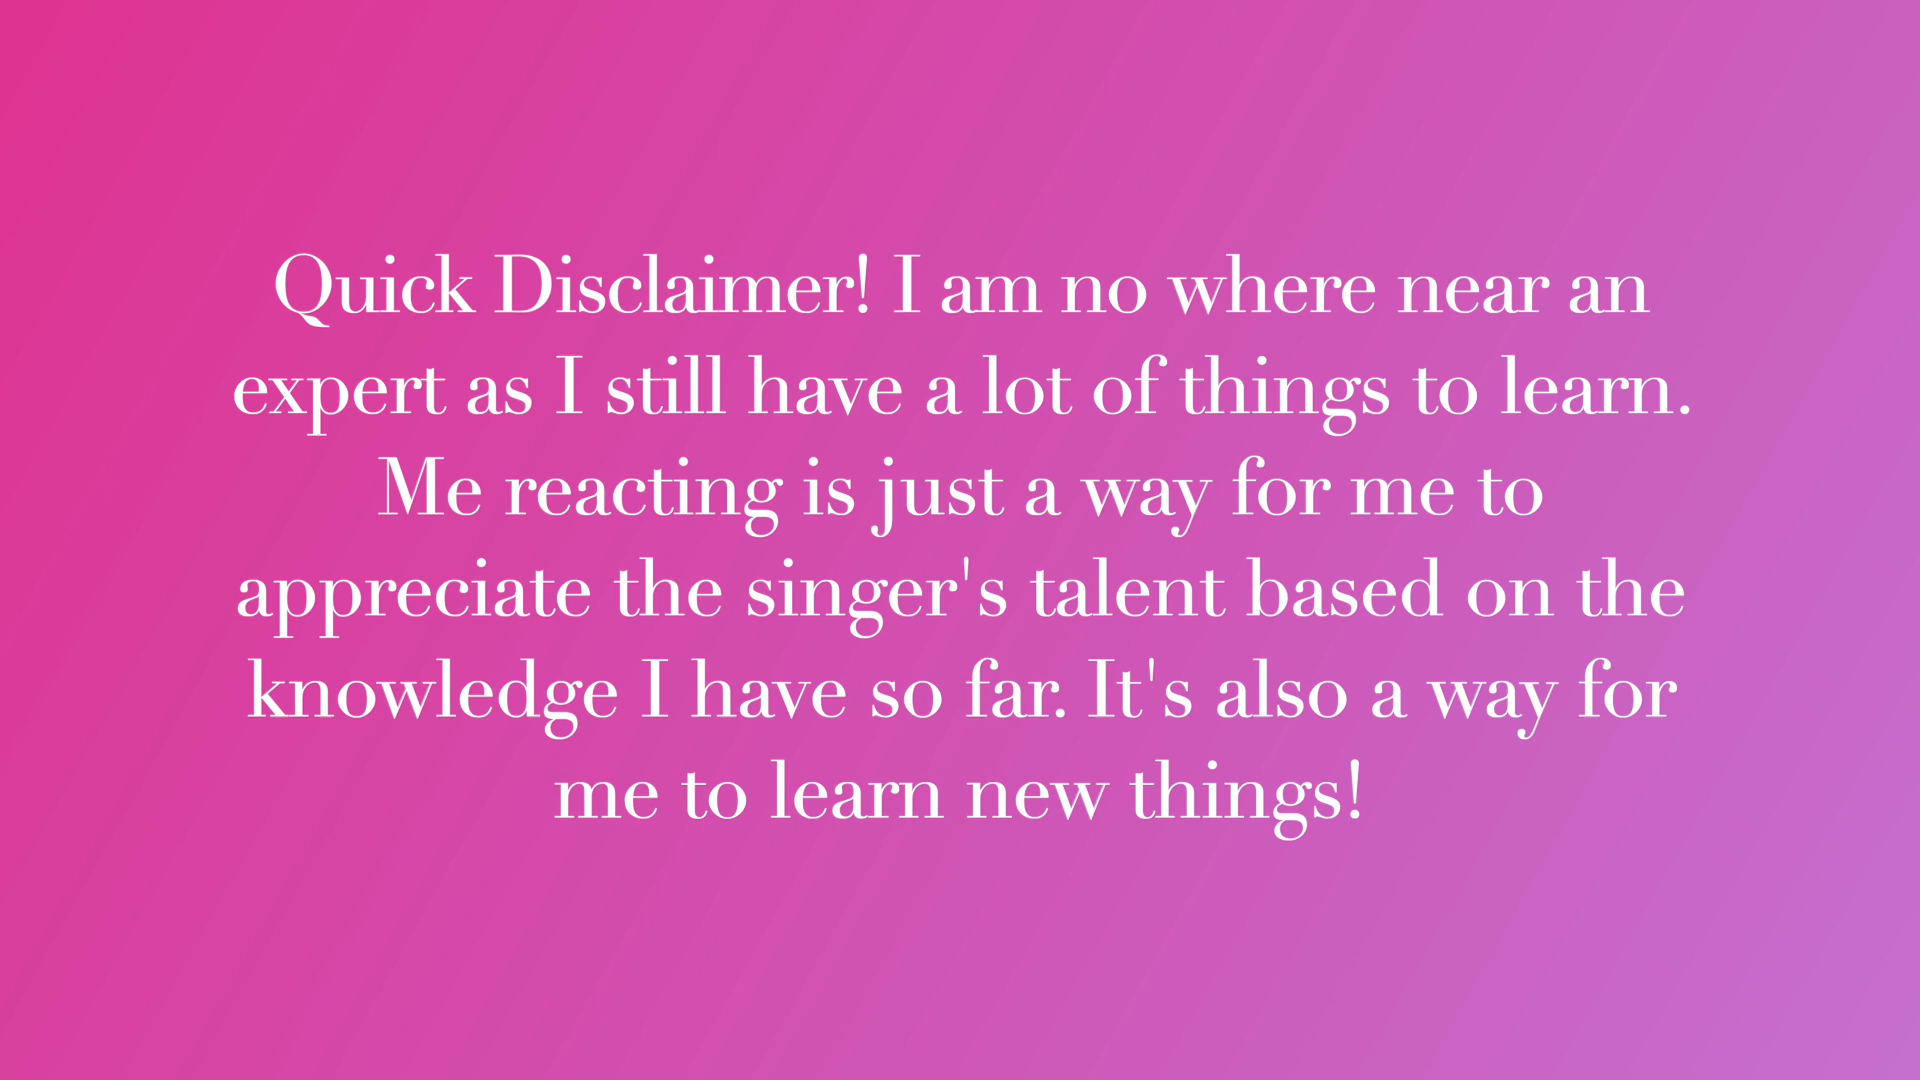 Quick Disclaimer! I am no where near an
expert as I still have a lot of things to learn.
Me reacting is just a way for me to
appreciate the singer's talent based on the
knowledge I have so far. It's also a way for
me to learn new things!